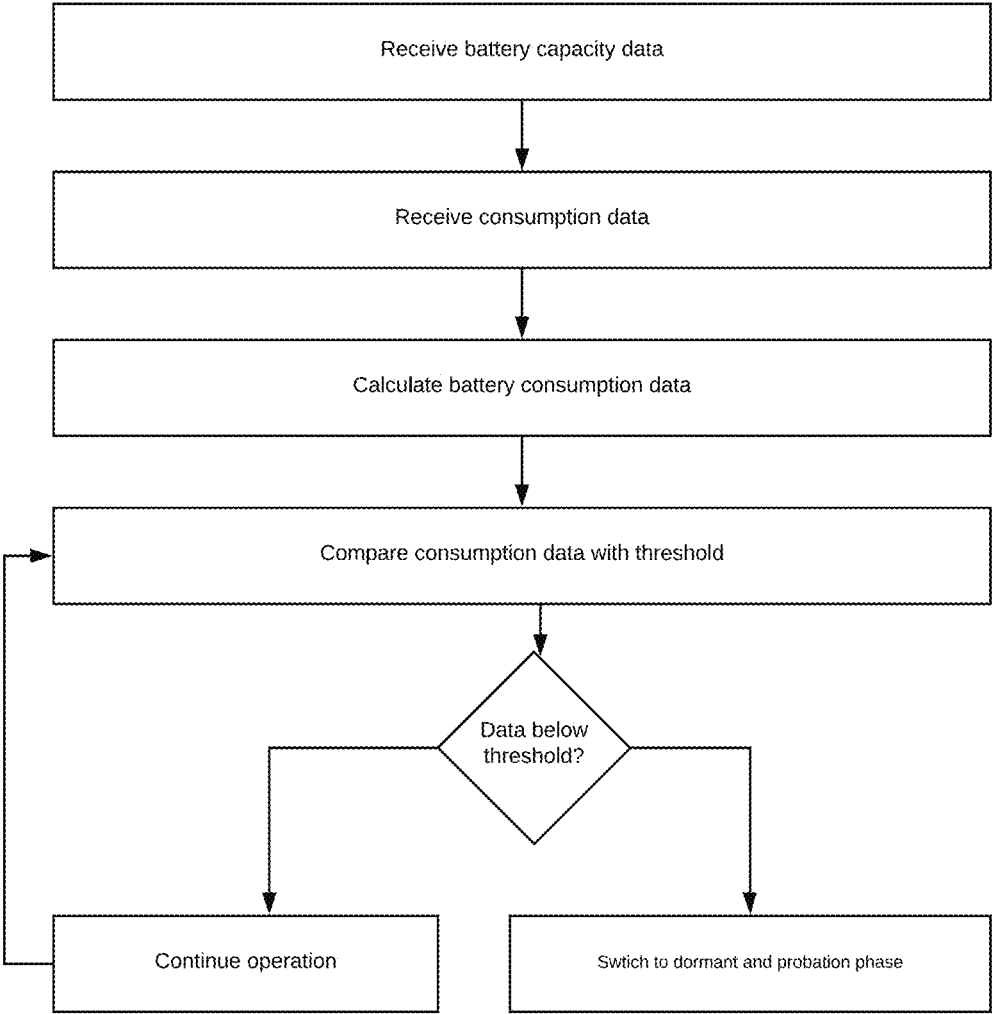 Receive battery capacity data
Receive consumption data
Calculate battery consumption data
Compare consumption data with threshold
Data below
threshold?
Continue operation
Swtich to dormant and probation phase